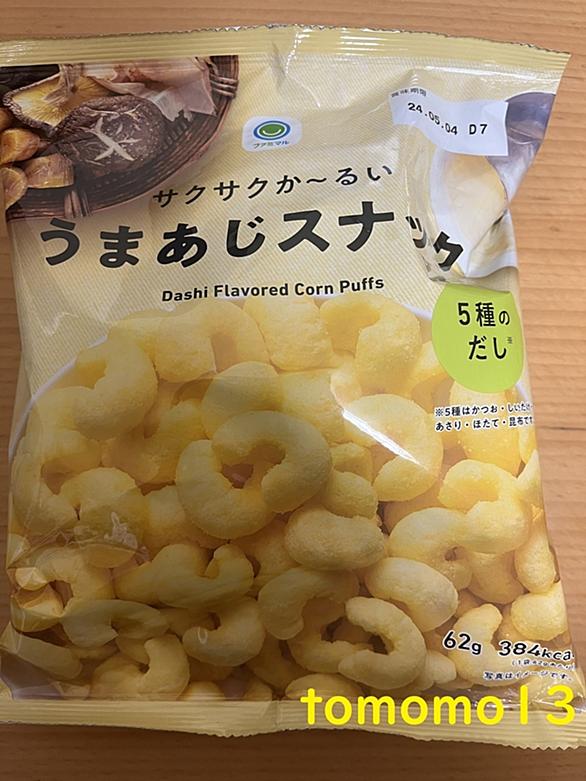 賞味期限
24.05.04 D7
ファミマル
サクサクか～るい
うまあじスナック
Dashi Flavored Corn Puffs
5種の
だし※
※5種はかつお・しいたけ・
あさり・ほたて・昆布です
62g 384kcal
写真はイメージです。
tomomo13